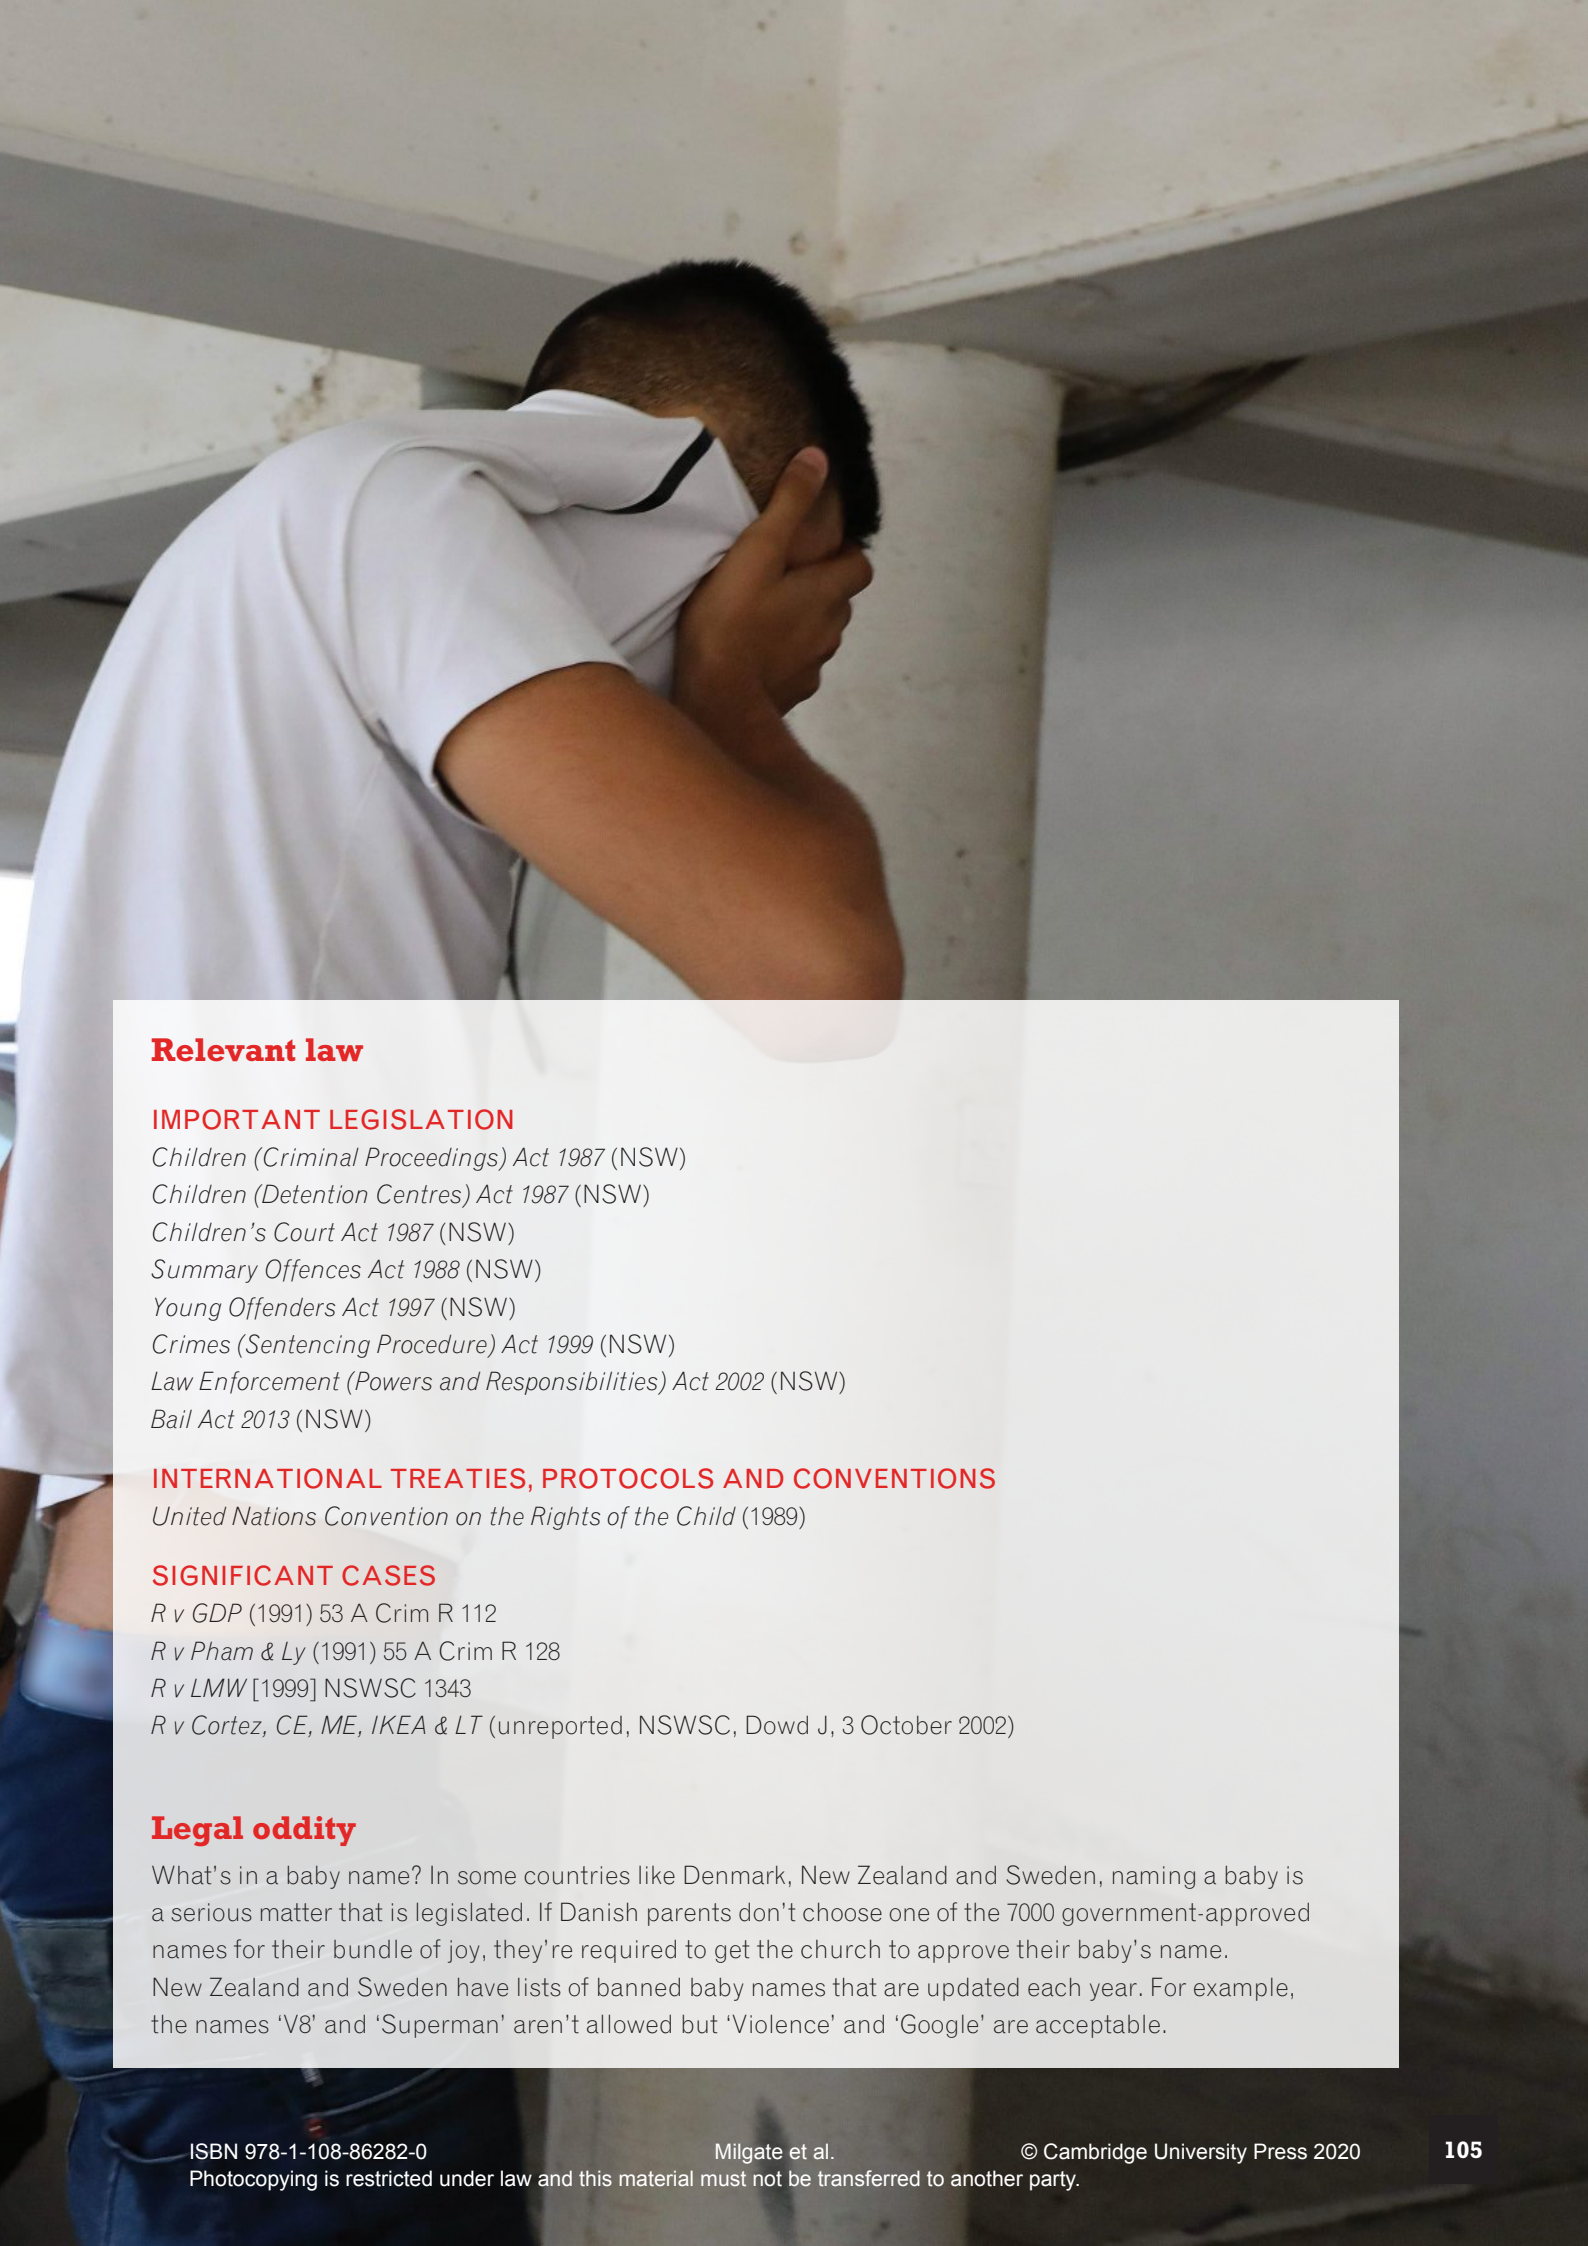 Relevant law
IMPORTANT LEGISLATION
Children (Criminal Proceedings) Act 1987 (NSW)
Children (Detention Centres) Act 1987 (NSW)
Children’s Court Act 1987 (NSW)
Summary Offences Act 1988 (NSW)
Young Offenders Act 1997 (NSW)
Crimes (Sentencing Procedure) Act 1999 (NSW)
Law Enforcement (Powers and Responsibilities) Act 2002 (NSW)
Bail Act 2013 (NSW)
INTERNATIONAL TREATIES, PROTOCOLS AND CONVENTIONS
United Nations Convention on the Rights of the Child (1989)
SIGNIFICANT CASES
R v GDP (1991) 53 A Crim R 112
R v Pham & Ly (1991) 55 A Crim R 128
R v LMW [1999] NSWSC 1343
R v Cortez, CE, ME, IKEA & LT (unreported, NSWSC, Dowd J, 3 October 2002)
Legal oddity
What’s in a baby name? In some countries like Denmark, New Zealand and Sweden, naming a baby is
a serious matter that is legislated. If Danish parents don’t choose one of the 7000 government-approved
names for their bundle of joy, they’re required to get the church to approve their baby’s name.
New Zealand and Sweden have lists of banned baby names that are updated each year. For example,
the names ‘V8’ and ‘Superman’ aren’t allowed but ‘Violence’ and ‘Google’ are acceptable.
ISBN 978-1-108-86282-0 Milgate et al. © Cambridge University Press 2020 105
Photocopying is restricted under law and this material must not be transferred to another party.